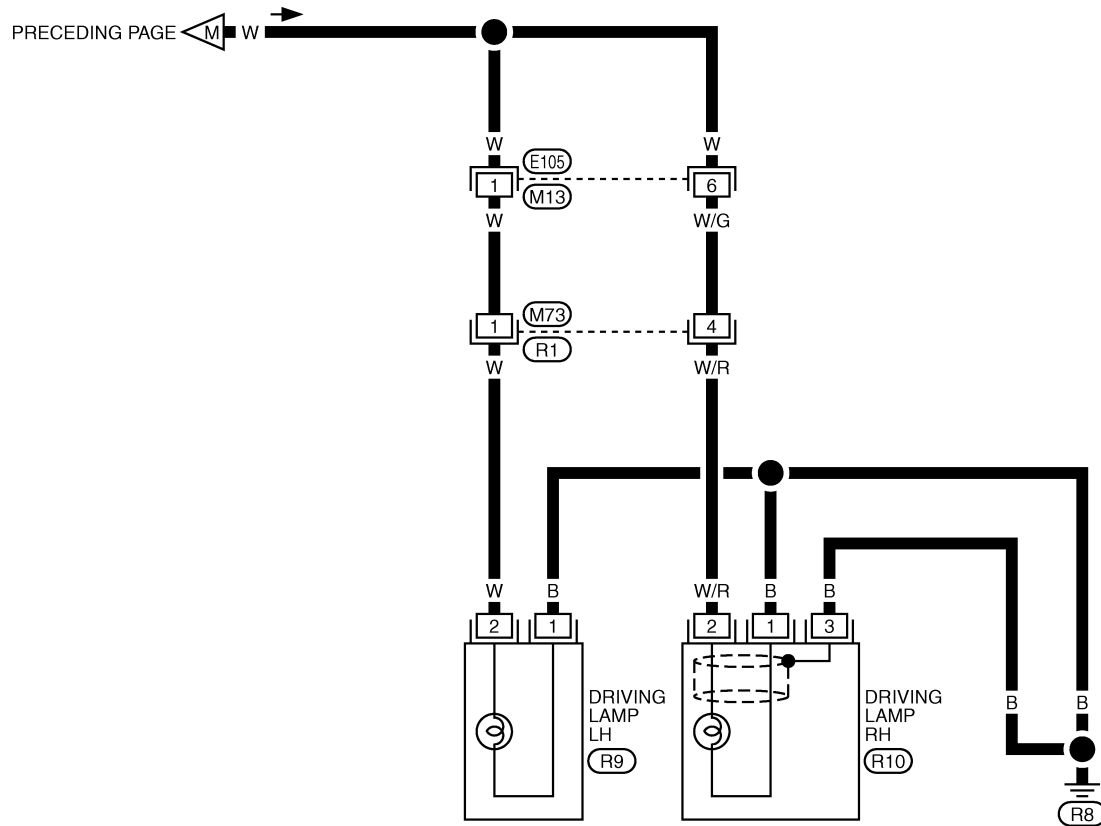 PRECEDING PAGE M W
W W
E105
1 6
M13
W W/G
M73
1 4
R1
W W/R
W B W/R B B
2 1 2 1 3
B B
DRIVING
LAMP
LH
R9
DRIVING
LAMP
RH
R10
R8